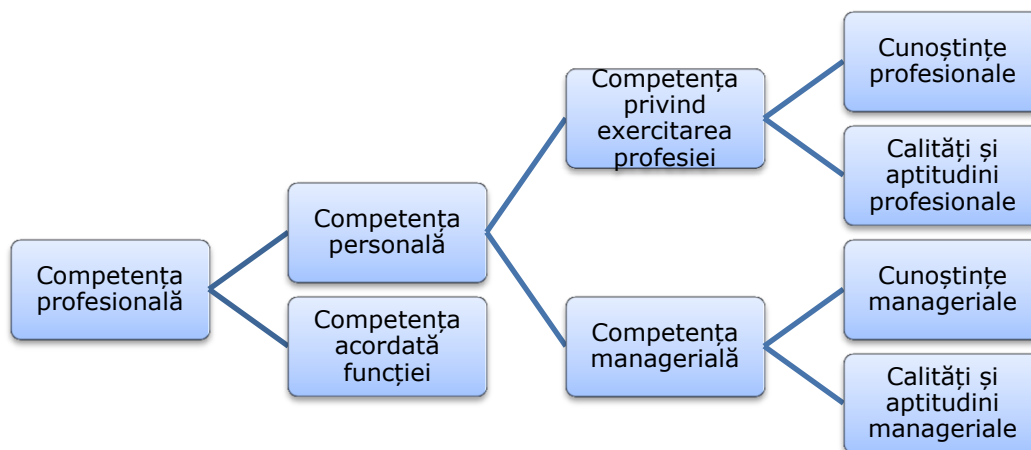 Competența
profesională
Competența
personală
Competența
acordată
funcției
Competența
privind
exercitarea
profesiei
Competența
managerială
Cunoștințe
profesionale
Calități și
aptitudini
profesionale
Cunoștințe
manageriale
Calități și
aptitudini
manageriale